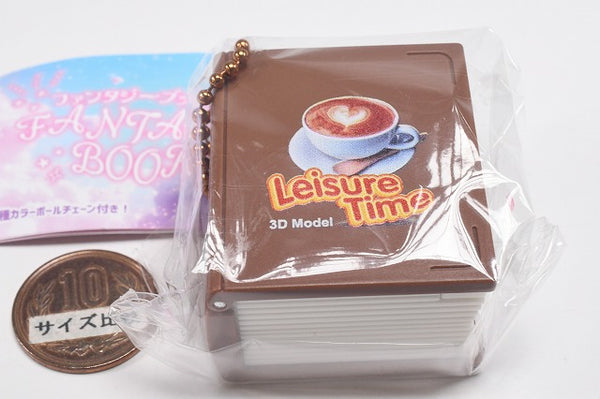 ファンタジーブ
FANTA
BOOK
種カラーボールチェーン付き!
Leisure
Time
3D Model
10
サイズ比